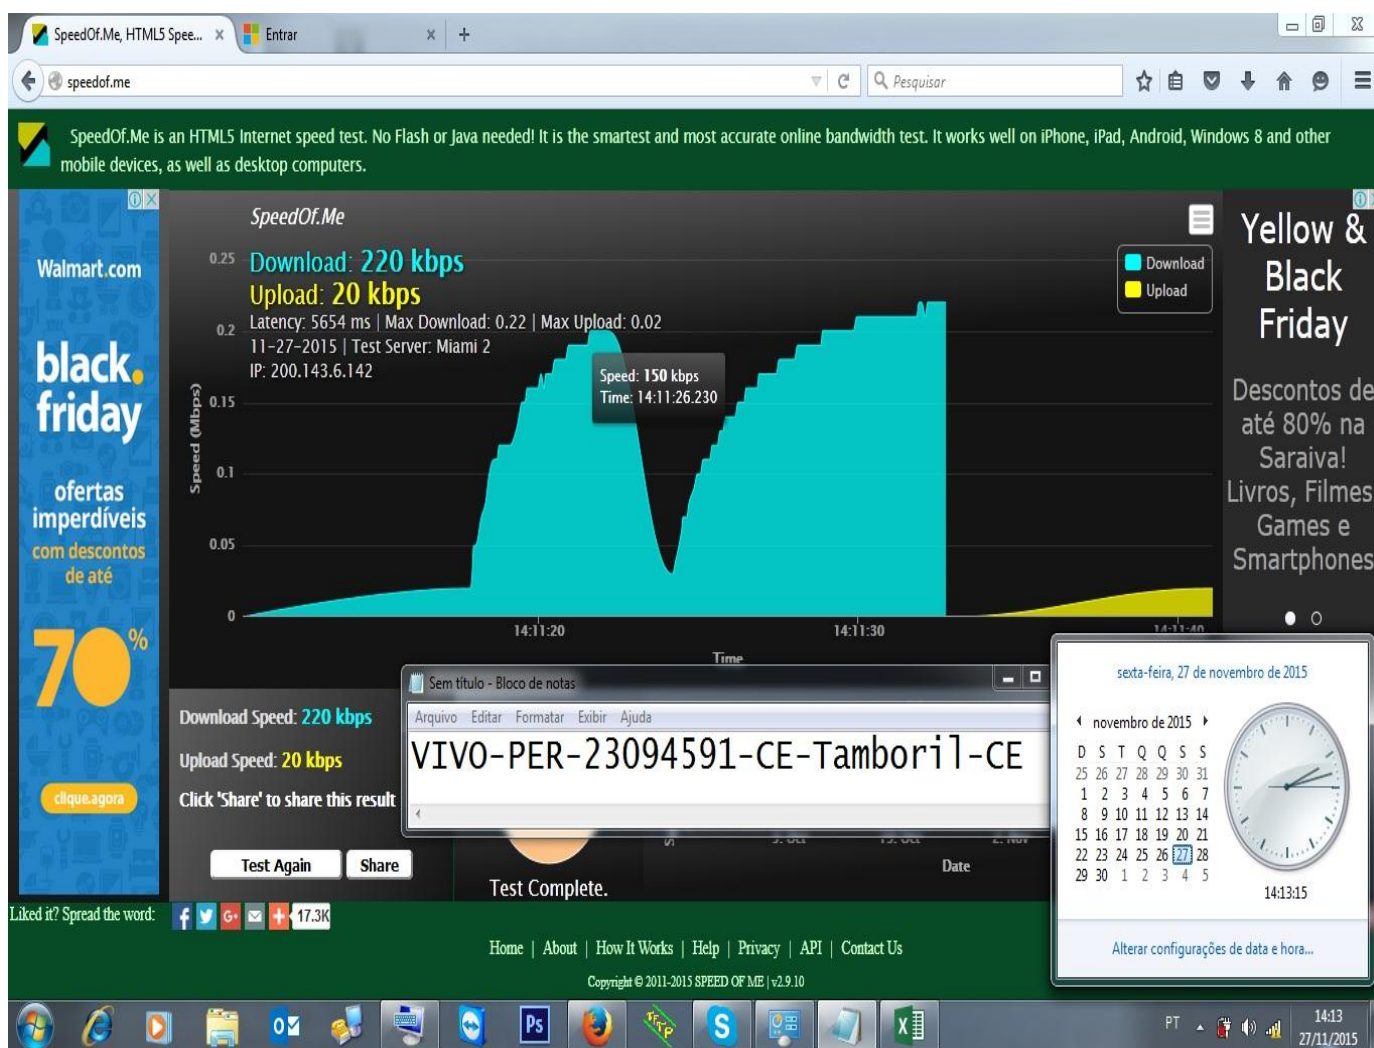 SpeedOf.Me, HTML5 Spee...
Entrar
speedof.me
Pesquisar
SpeedOf.Me is an HTML5 Internet speed test. No Flash or Java needed! It is the smartest and most accurate online bandwidth test. It works well on iPhone, iPad, Android, Windows 8 and other
mobile devices, as well as desktop computers.
Walmart.com
black.
friday
ofertas
imperdíveis
com descontos
de até
70%
clique.agora
SpeedOf.Me
Download: 220 kbps
Upload: 20 kbps
Latency: 5654 ms | Max Download: 0.22 | Max Upload: 0.02
11-27-2015 | Test Server: Miami 2
IP: 200.143.6.142
Download
Upload
Speed: 150 kbps
Time: 14:11:26.230
Speed (Mbps)
0.25
0.2
0.15
0.1
0.05
0
14:11:20
14:11:30
14:11:40
Time
Yellow &
Black
Friday
Descontos de
até 80% na
Saraiva!
Livros, Filmes
Games e
Smartphones
Download Speed: 220 kbps
Upload Speed: 20 kbps
Click 'Share' to share this result
Test Again
Share
Sem título - Bloco de notas
Arquivo Editar Formatar Exibir Ajuda
VIVO-PER-23094591-CE-Tamboril-CE
Date
Test Complete.
sexta-feira, 27 de novembro de 2015
novembro de 2015
D S T Q Q S S
25 26 27 28 29 30 31
1 2 3 4 5 6 7
8 9 10 11 12 13 14
15 16 17 18 19 20 21
22 23 24 25 26 27 28
29 30 1 2 3 4 5
14:13:15
Alterar configurações de data e hora...
Liked it? Spread the word:
17.3K
Home | About | How It Works | Help | Privacy | API | Contact Us
Copyright © 2011-2015 SPEED OF ME | v2.9.10
Ps
TFTP
PT
14:13
27/11/2015